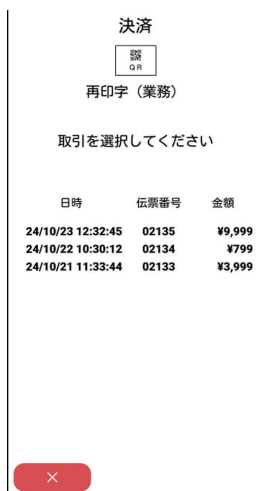 決済
QR
再印字（業務）
取引を選択してください
日時 伝票番号 金額
24/10/23 12:32:45 02135 ¥9,999
24/10/22 10:30:12 02134 ¥799
24/10/21 11:33:44 02133 ¥3,999